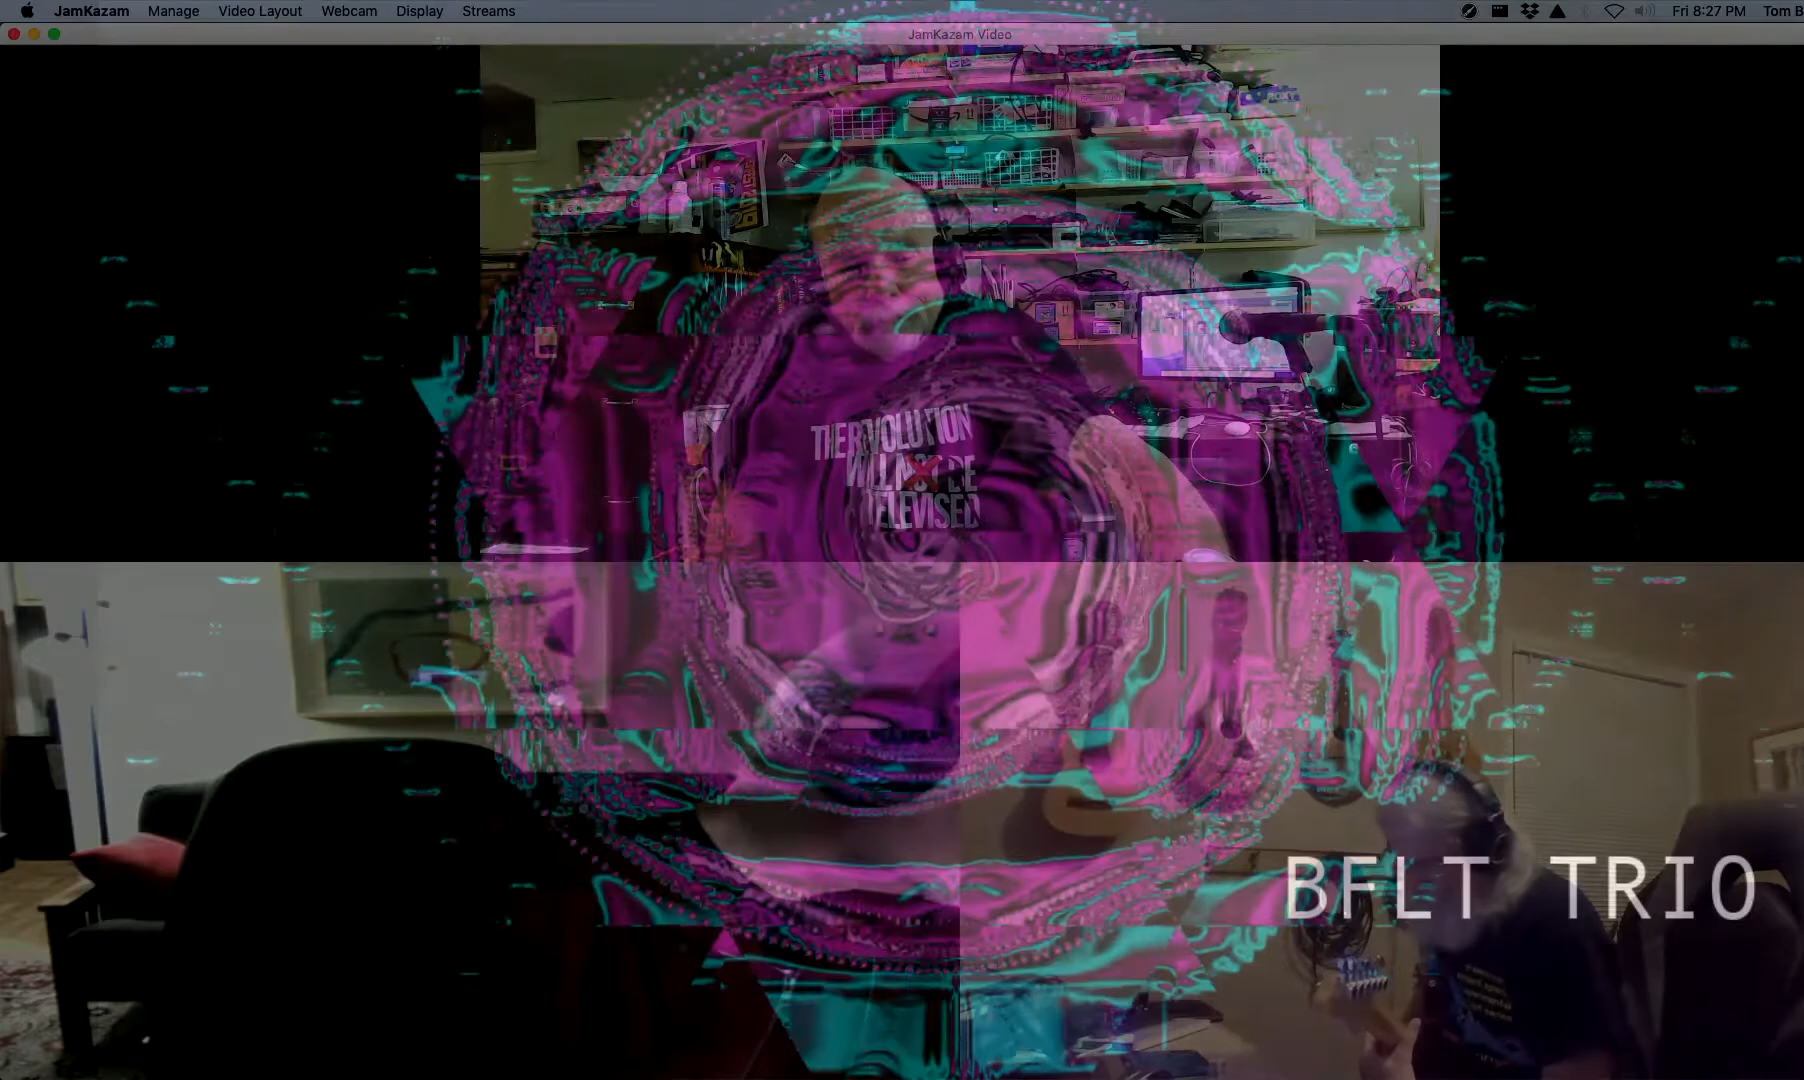 JamKazam Manage Video Layout Webcam Display Streams Fri 8:27 PM Tom B
JamKazam Video
THE REVOLUTION
WILL NOT BE
TELEVISED
BFLT TRIO